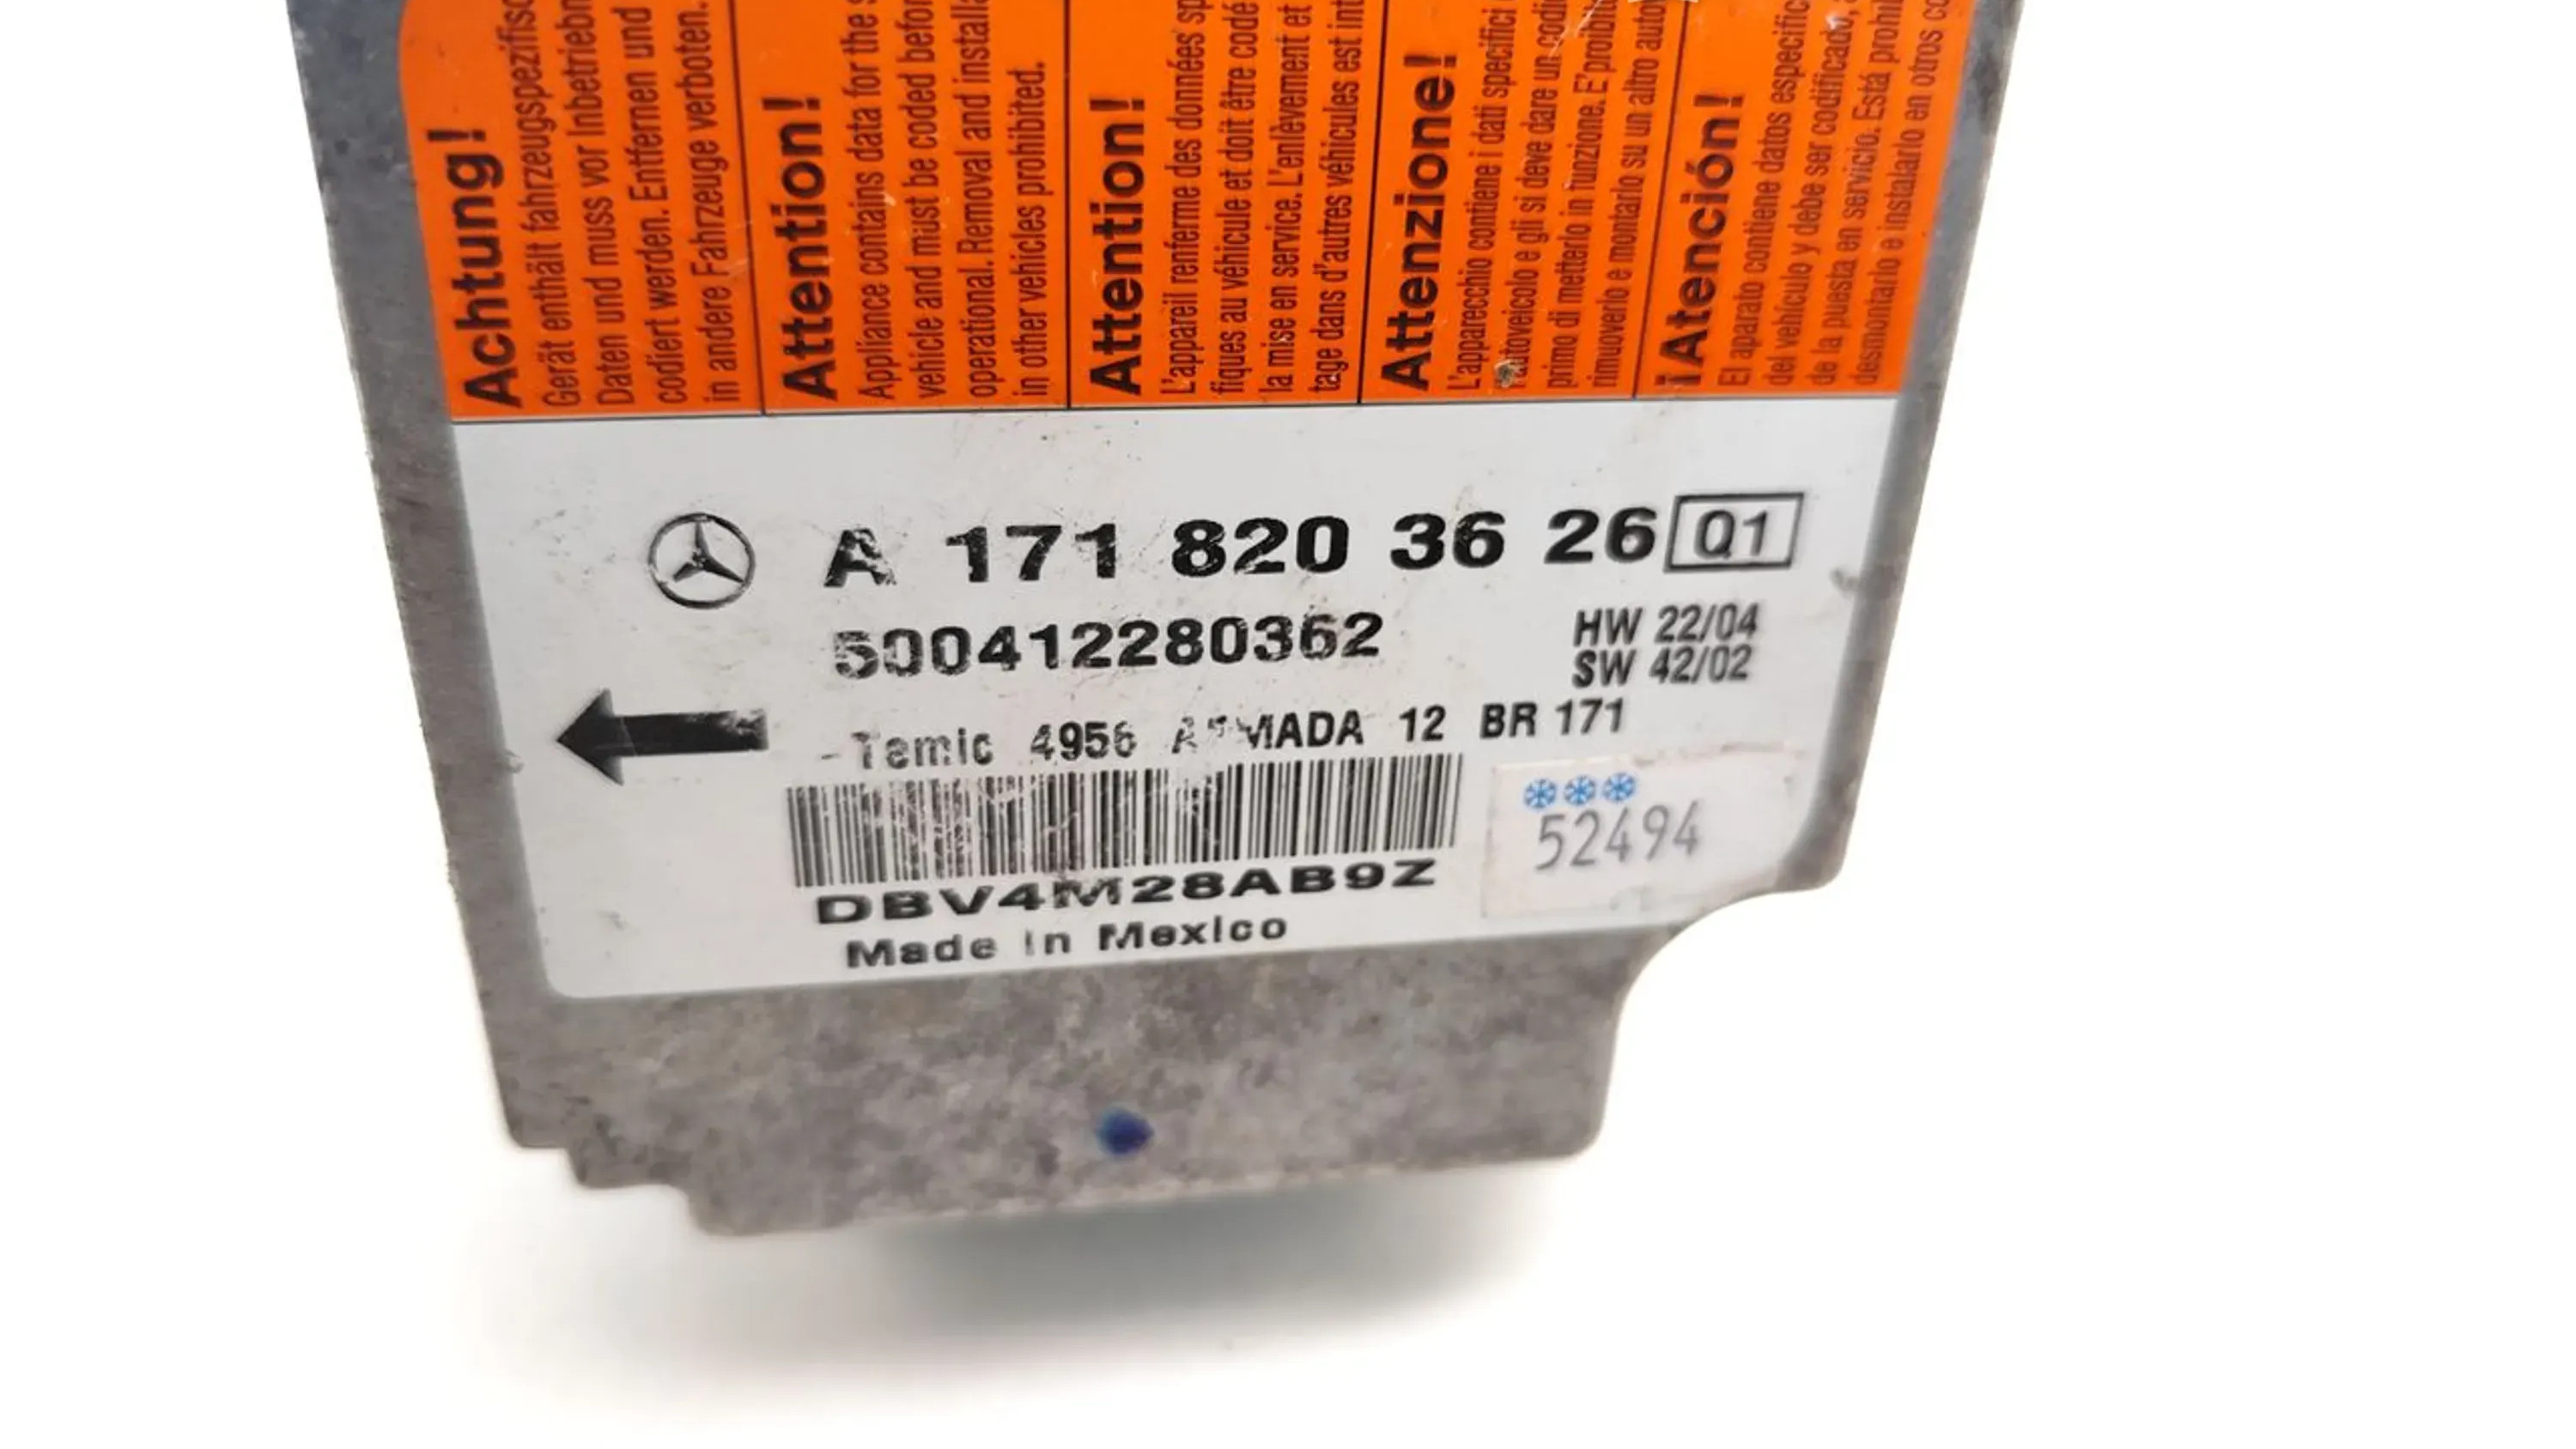 Achtung!
Gerät enthält fahrzeugspezifisc
Daten und muss vor Inbetriebn
codiert werden. Entfernen und
in andere Fahrzeuge verboten.
Attention!
Appliance contains data for the s
vehicle and must be coded befor
operational. Removal and installa
in other vehicles prohibited.
Attention!
L'appareil renferme des données sp
fiques au véhicule et doit être codé
la mise en service. L'enlèvement et
tage dans d'autres véhicules est int
Attenzione!
L'apparecchio contiene i dati specifici
l'autoveicolo e gli si deve dare un codi
primo di metterlo in funzione. E'proibi
rimuoverlo e montarlo su un altro auto
¡Atención!
El aparato contiene datos específic
del vehículo y debe ser codificado, a
de la puesta en servicio. Está prohib
desmontarlo e instalarlo en otros co
A 171 820 36 26 Q1
500412280362
HW 22/04
SW 42/02
Temic 4956 ARMADA 12 BR 171
***
52494
DBV4M28AB9Z
Made in Mexico